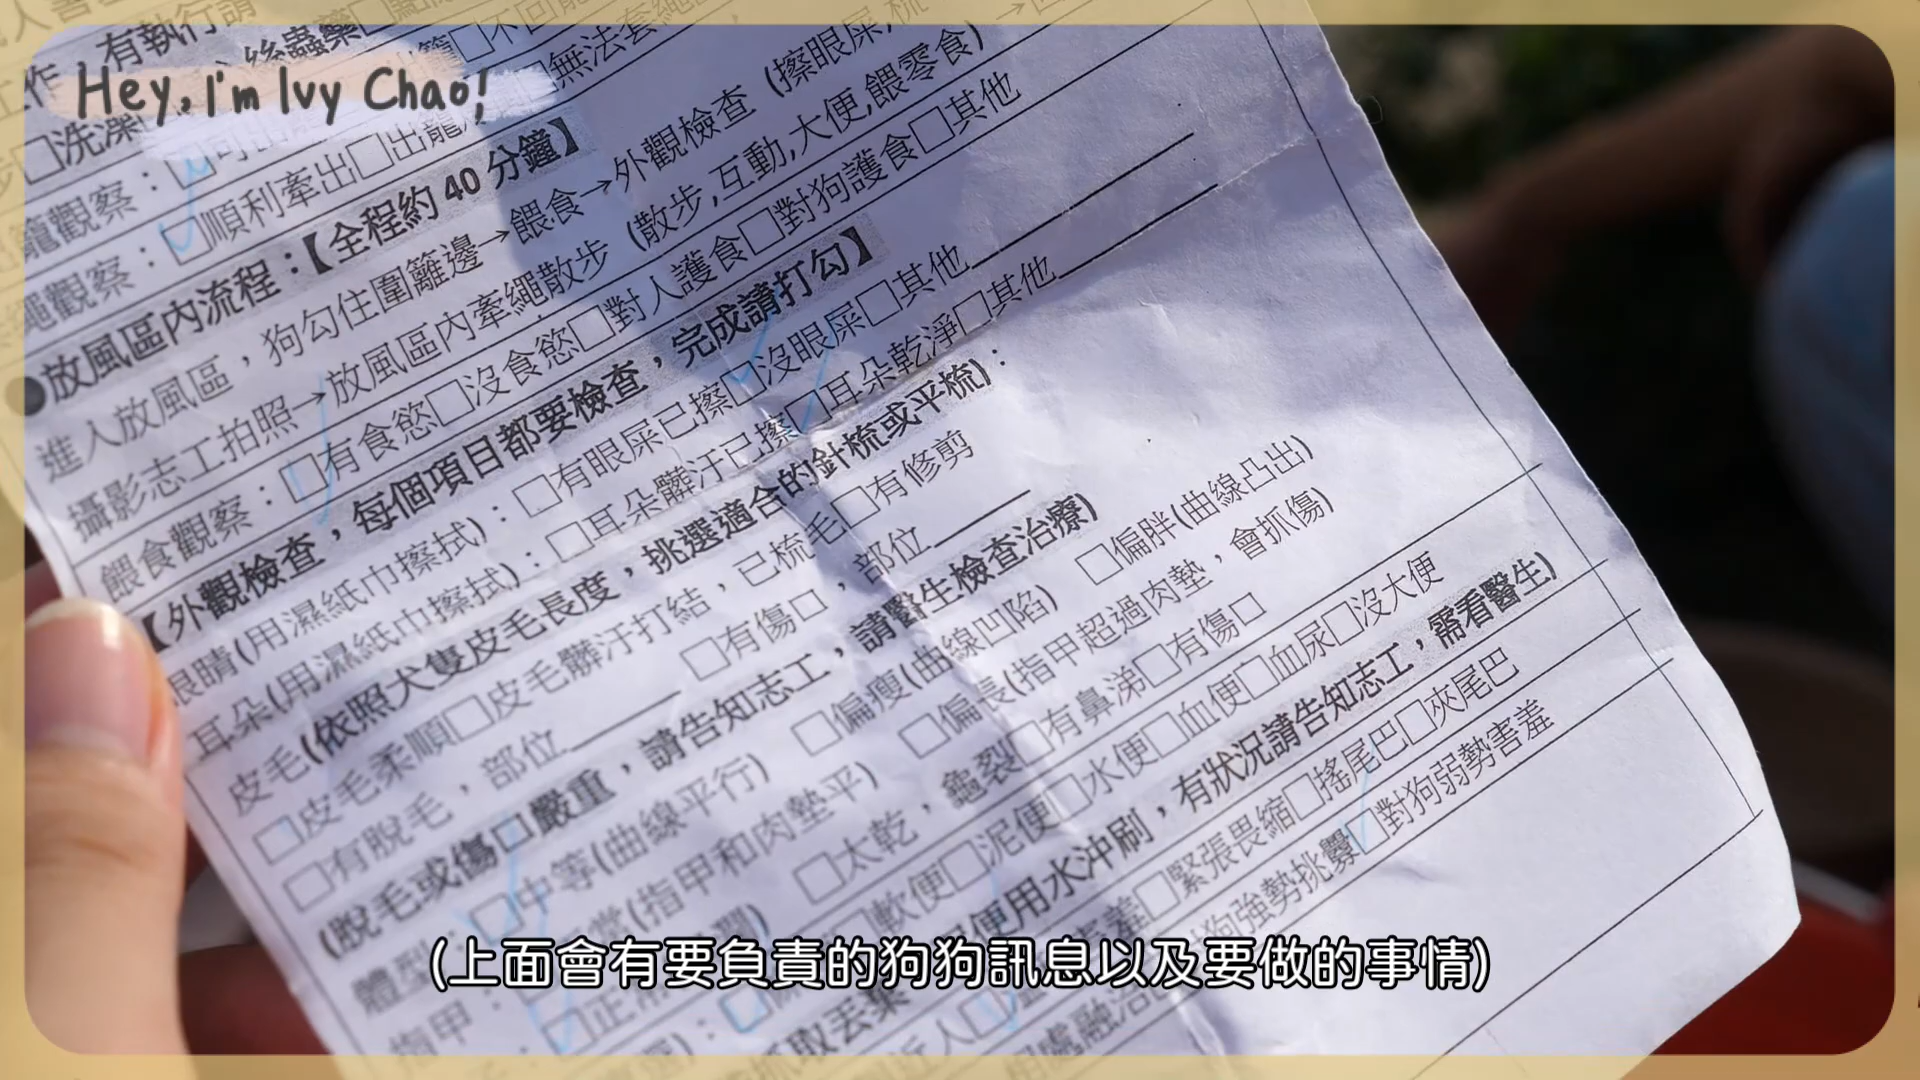 Hey, I'm Ivy Chao!
有執行請
絲蟲藥
洗澡
籠觀察：
繩觀察：□順利牽出□出籠
●放風區內流程：【全程約 40 分鐘】
進入放風區，狗勾住圍籬邊→餵食→外觀檢查（擦眼屎,梳
攝影志工拍照→放風區內牽繩散步（散步,互動,大便,餵零食)
餵食觀察：□有食慾□沒食慾□對人護食□對狗護食□其他
【外觀檢查，每個項目都要檢查，完成請打勾】
眼睛(用濕紙巾擦拭)：□有眼屎已擦□沒眼屎□其他
耳朵(用濕紙巾擦拭)：□耳朵髒汙已擦□耳朵乾淨□其他
皮毛(依照犬隻皮毛長度，挑選適合的針梳或平梳)：
□皮毛柔順□皮毛髒汙打結，已梳毛□有修剪
□有脫毛，部位 □有傷□，部位
(脫毛或傷口嚴重，請告知志工，請醫生檢查治療)
體型：□中等(曲線平行) □偏瘦(曲線凹陷) □偏胖(曲線凸出)
指甲：(指甲和肉墊平) □偏長(指甲超過肉墊，會抓傷)
□正常 □太乾，龜裂□有鼻涕□有傷□
軟便□泥便□水便□血便□血尿□沒大便
便用水沖刷，有狀況請告知志工，需看醫生)
□緊張畏縮□搖尾巴□夾尾巴
狗強勢挑釁□對狗弱勢害羞
(上面會有要負責的狗狗訊息以及要做的事情)